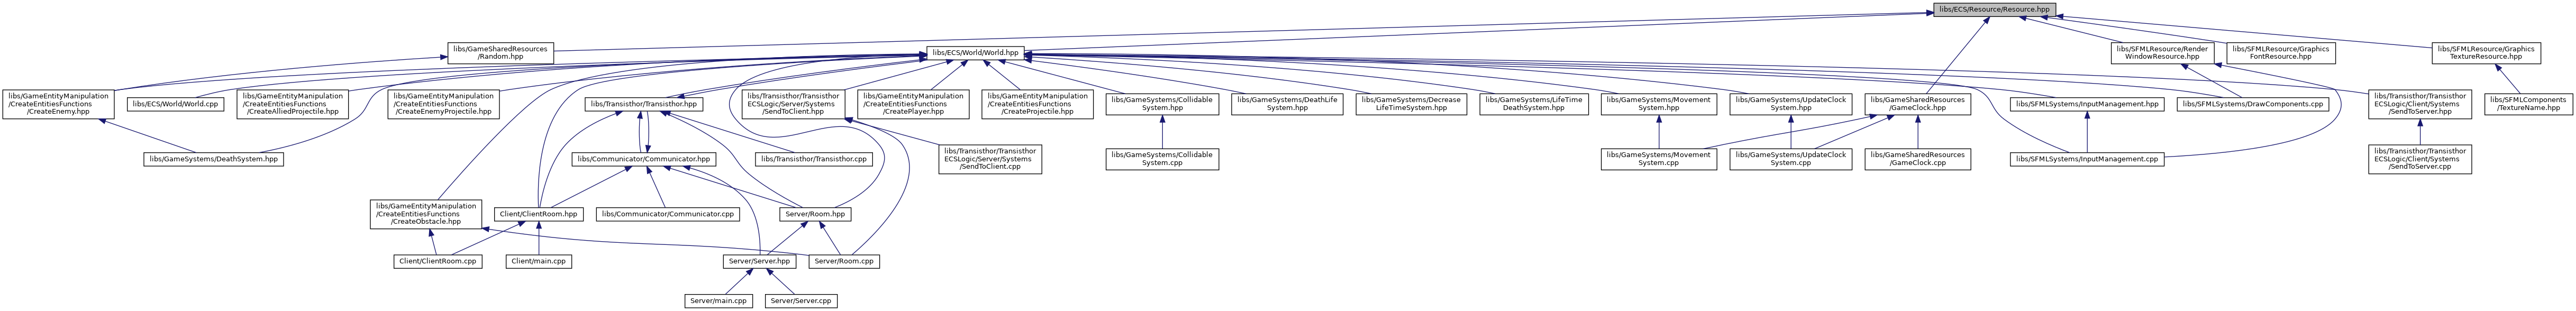 libs/ECS/Resource/Resource.hpp
libs/GameSharedResources
/Random.hpp
libs/ECS/World/World.hpp
libs/SFMLResource/Render
WindowResource.hpp
libs/SFMLResource/Graphics
FontResource.hpp
libs/SFMLResource/Graphics
TextureResource.hpp
libs/GameEntityManipulation
/CreateEntitiesFunctions
/CreateEnemy.hpp
libs/ECS/World/World.cpp
libs/GameEntityManipulation
/CreateEntitiesFunctions
/CreateAlliedProjectile.hpp
libs/GameEntityManipulation
/CreateEntitiesFunctions
/CreateEnemyProjectile.hpp
libs/Transisthor/Transisthor.hpp
libs/Transisthor/Transisthor
ECSLogic/Server/Systems
/SendToClient.hpp
libs/GameEntityManipulation
/CreateEntitiesFunctions
/CreatePlayer.hpp
libs/GameEntityManipulation
/CreateEntitiesFunctions
/CreateProjectile.hpp
libs/GameSystems/Collidable
System.hpp
libs/GameSystems/DeathLife
System.hpp
libs/GameSystems/Decrease
LifeTimeSystem.hpp
libs/GameSystems/LifeTime
DeathSystem.hpp
libs/GameSystems/Movement
System.hpp
libs/GameSystems/UpdateClock
System.hpp
libs/GameSharedResources
/GameClock.hpp
libs/SFMLSystems/InputManagement.hpp
libs/SFMLSystems/DrawComponents.cpp
libs/Transisthor/Transisthor
ECSLogic/Client/Systems
/SendToServer.hpp
libs/SFMLComponents
/TextureName.hpp
libs/GameSystems/DeathSystem.hpp
libs/Communicator/Communicator.hpp
libs/Transisthor/Transisthor.cpp
libs/Transisthor/Transisthor
ECSLogic/Server/Systems
/SendToClient.cpp
libs/GameSystems/Collidable
System.cpp
libs/GameSystems/Movement
System.cpp
libs/GameSystems/UpdateClock
System.cpp
libs/GameSharedResources
/GameClock.cpp
libs/SFMLSystems/InputManagement.cpp
libs/Transisthor/Transisthor
ECSLogic/Client/Systems
/SendToServer.cpp
libs/GameEntityManipulation
/CreateEntitiesFunctions
/CreateObstacle.hpp
Client/ClientRoom.hpp
libs/Communicator/Communicator.cpp
Server/Room.hpp
Client/ClientRoom.cpp
Client/main.cpp
Server/Server.hpp
Server/Room.cpp
Server/main.cpp
Server/Server.cpp